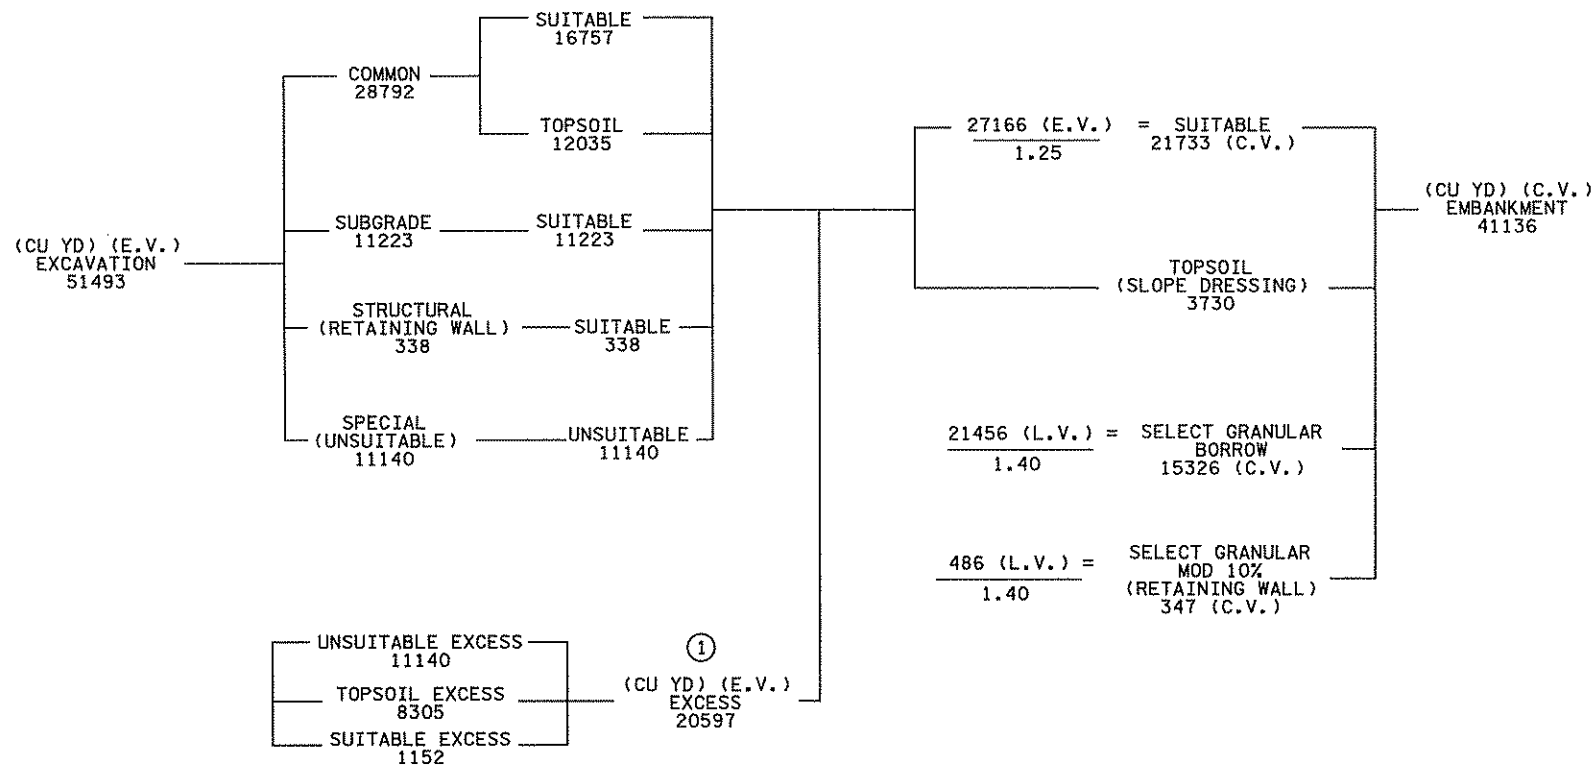 (CU YD) (E.V.)
EXCAVATION
51493
COMMON
28792
SUBGRADE
11223
STRUCTURAL
(RETAINING WALL)
338
SPECIAL
(UNSUITABLE)
11140
SUITABLE
16757
TOPSOIL
12035
SUITABLE
11223
SUITABLE
338
UNSUITABLE
11140
27166 (E.V.) = SUITABLE
1.25 21733 (C.V.)
TOPSOIL
(SLOPE DRESSING)
3730
21456 (L.V.) = SELECT GRANULAR
BORROW
1.40 15326 (C.V.)
SELECT GRANULAR
486 (L.V.) = MOD 10%
1.40 (RETAINING WALL)
347 (C.V.)
(CU YD) (C.V.)
EMBANKMENT
41136
UNSUITABLE EXCESS
11140
TOPSOIL EXCESS
8305
SUITABLE EXCESS
1152
1
(CU YD) (E.V.)
EXCESS
20597